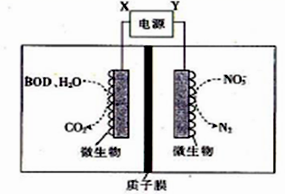 X Y
电源
BOD、H₂O NO₃⁻
CO₂ N₂
微生物 微生物
质子膜